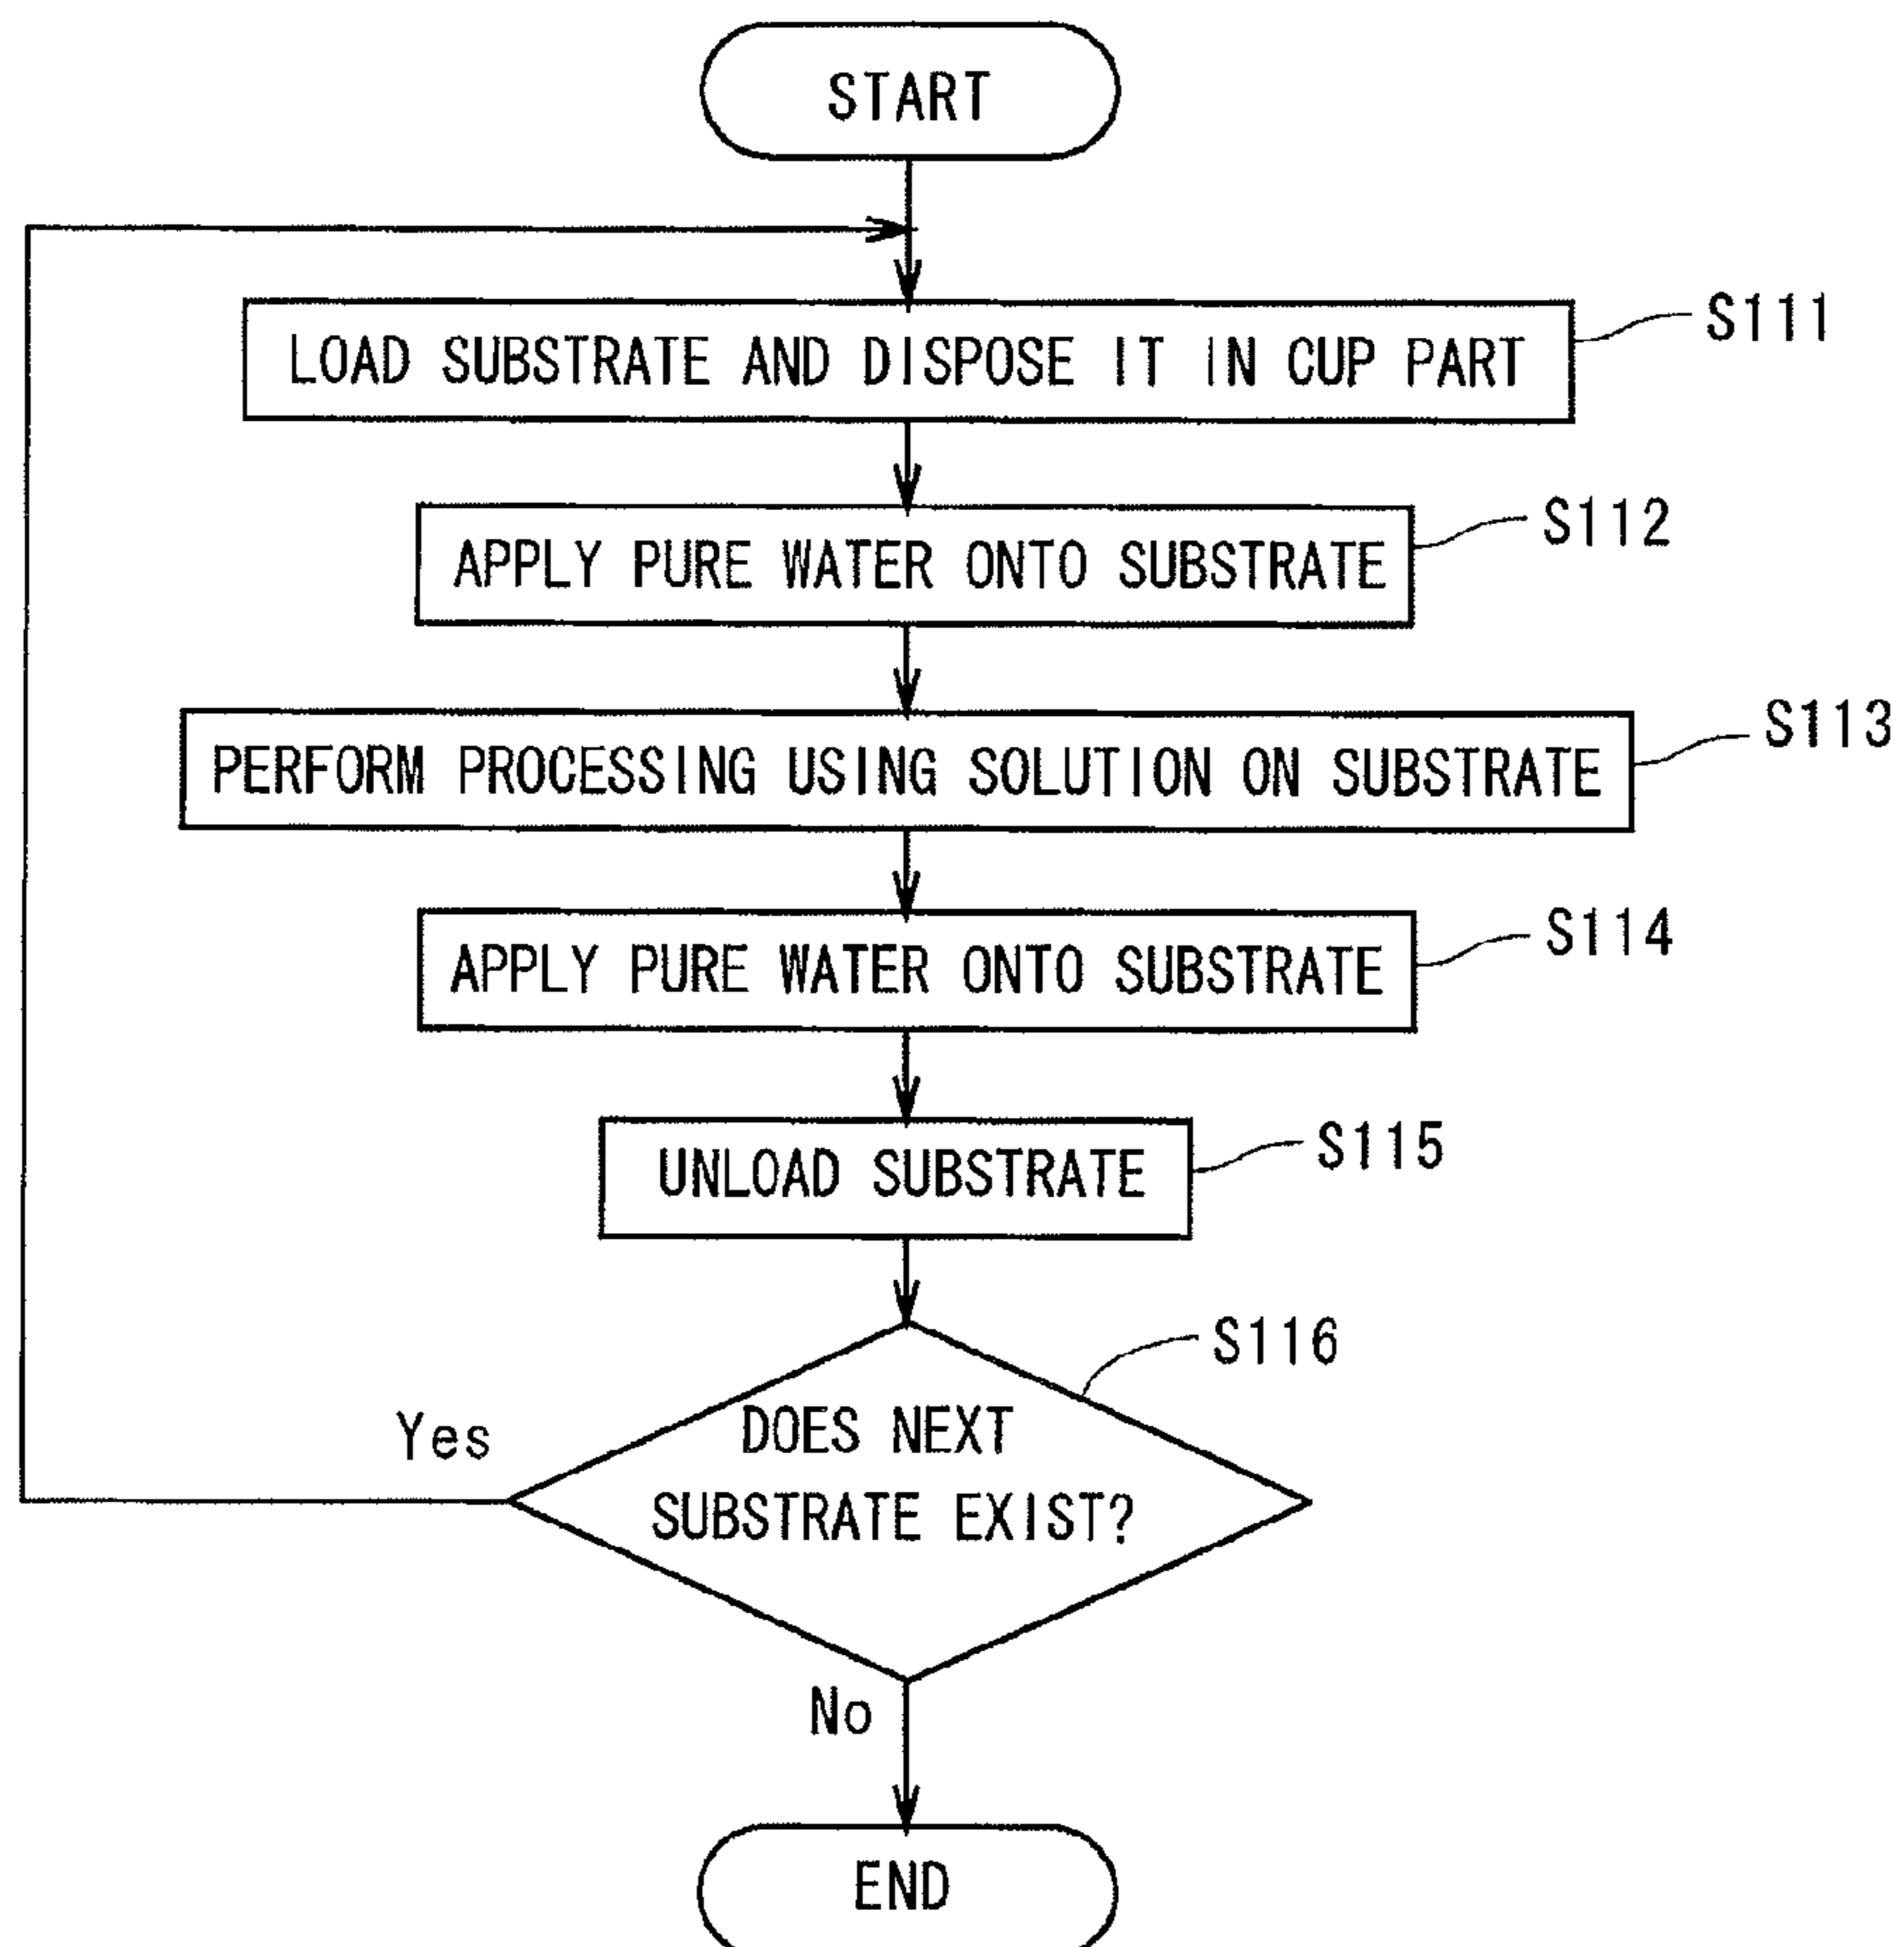 START
LOAD SUBSTRATE AND DISPOSE IT IN CUP PART
S111
APPLY PURE WATER ONTO SUBSTRATE
S112
PERFORM PROCESSING USING SOLUTION ON SUBSTRATE
S113
APPLY PURE WATER ONTO SUBSTRATE
S114
UNLOAD SUBSTRATE
S115
S116
DOES NEXT
SUBSTRATE EXIST?
Yes
No
END